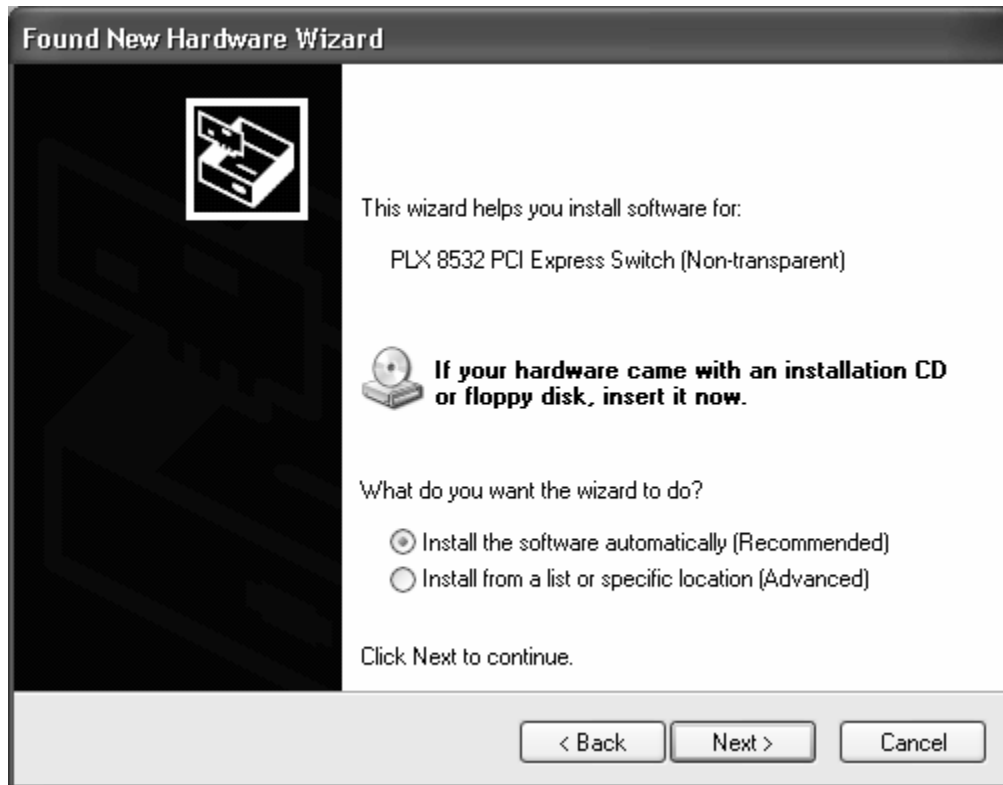 Found New Hardware Wizard
This wizard helps you install software for:
PLX 8532 PCI Express Switch (Non-transparent)
If your hardware came with an installation CD
or floppy disk, insert it now.
What do you want the wizard to do?
Install the software automatically (Recommended)
Install from a list or specific location (Advanced)
Click Next to continue.
< Back Next > Cancel